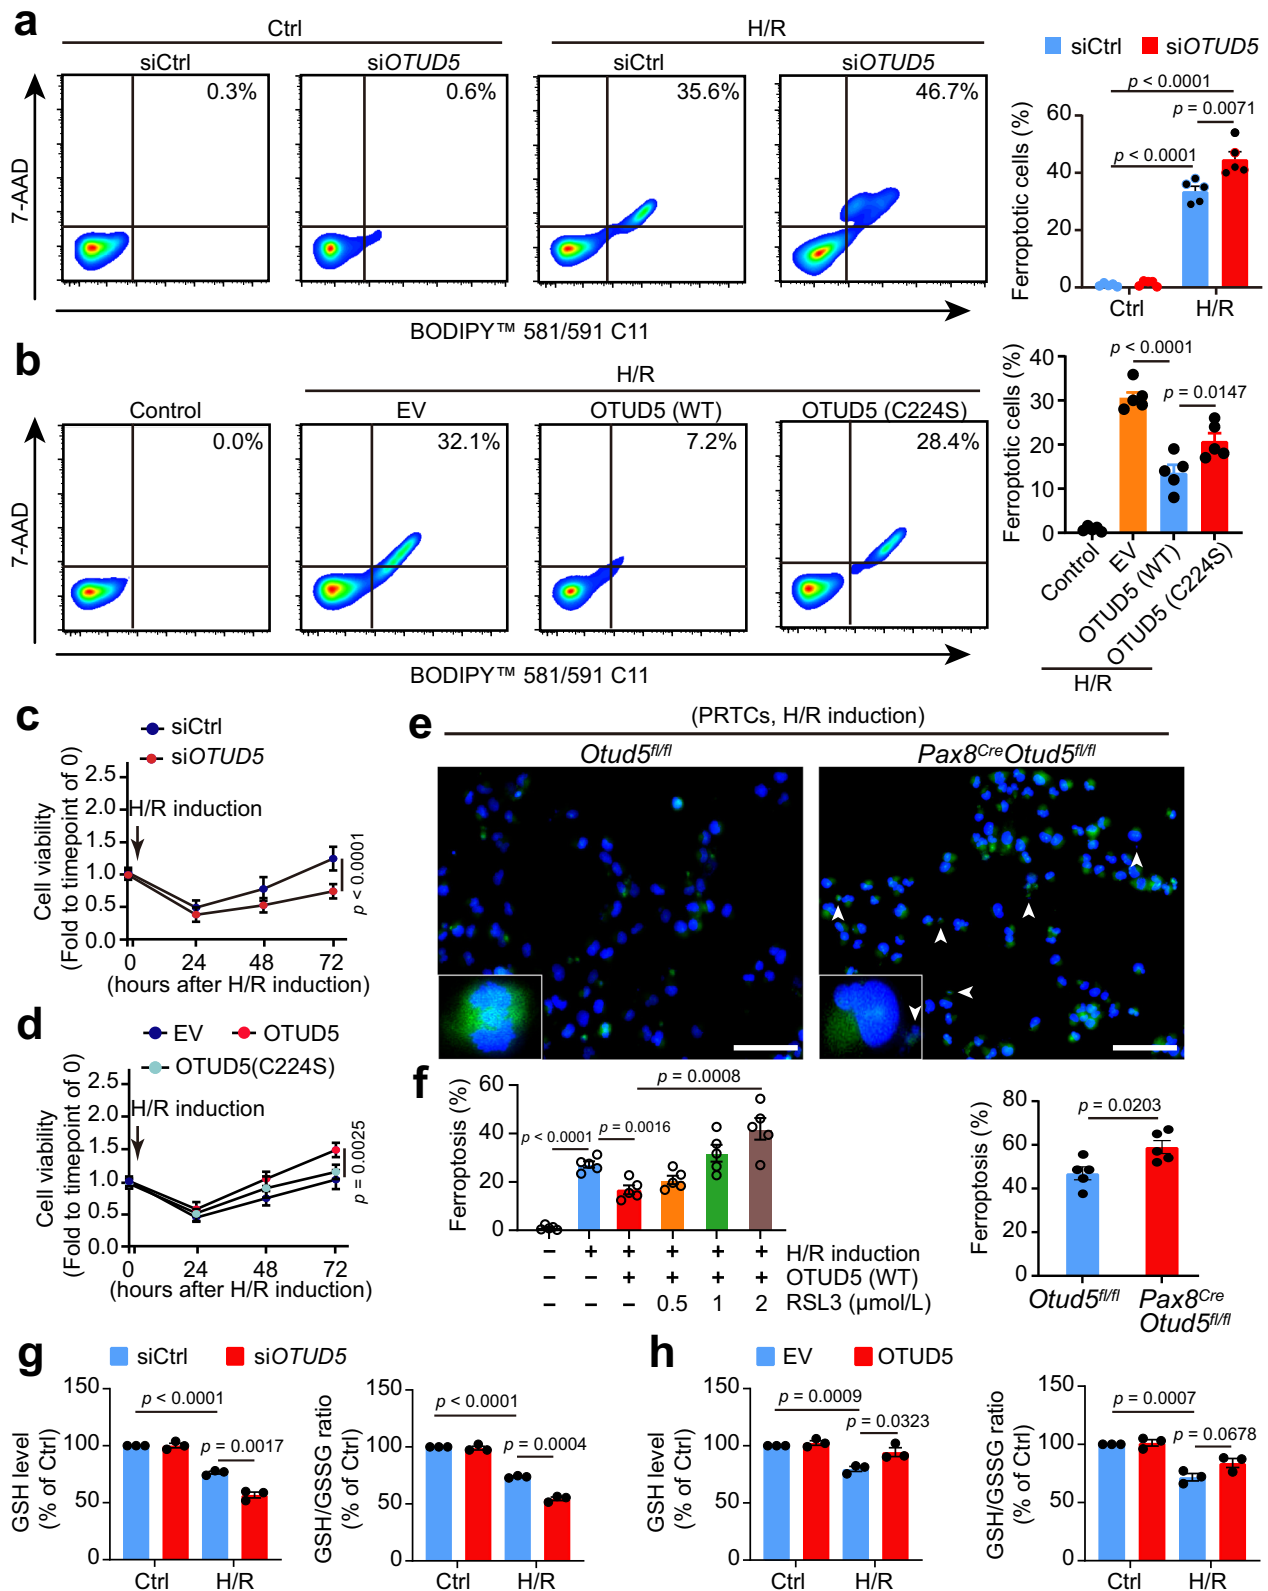 a
Ctrl
H/R
siCtrl
siOTUD5
siCtrl
siOTUD5
0.3%
0.6%
35.6%
46.7%
7-AAD
BODIPY™ 581/591 C11
siCtrl
siOTUD5
p < 0.0001
p = 0.0071
p < 0.0001
Ferroptotic cells (%)
60
40
20
0
Ctrl
H/R
b
H/R
Control
EV
OTUD5 (WT)
OTUD5 (C224S)
0.0%
32.1%
7.2%
28.4%
7-AAD
BODIPY™ 581/591 C11
p < 0.0001
p = 0.0147
Ferroptotic cells (%)
40
30
20
10
0
Control
EV
OTUD5 (WT)
OTUD5 (C224S)
H/R
c
siCtrl
siOTUD5
Cell viability
(Fold to timepoint of 0)
2.5
2.0
1.5
1.0
0.5
0.0
H/R induction
p < 0.0001
0
24
48
72
(hours after H/R induction)
d
EV
OTUD5
OTUD5(C224S)
Cell viability
(Fold to timepoint of 0)
2.5
2.0
1.5
1.0
0.5
0.0
H/R induction
p = 0.0025
0
24
48
72
(hours after H/R induction)
e
(PRTCs, H/R induction)
Otud5fl/fl
Pax8CreOtud5fl/fl
Ferroptosis (%)
80
60
40
20
0
p = 0.0203
Otud5fl/fl
Pax8Cre
Otud5fl/fl
f
Ferroptosis (%)
60
40
20
0
p < 0.0001
p = 0.0016
p = 0.0008
– + + + + + H/R induction
– – + + + + OTUD5 (WT)
– – – 0.5 1 2 RSL3 (μmol/L)
g
siCtrl
siOTUD5
GSH level
(% of Ctrl)
150
100
50
0
p < 0.0001
p = 0.0017
Ctrl
H/R
GSH/GSSG ratio
(% of Ctrl)
150
100
50
0
p < 0.0001
p = 0.0004
Ctrl
H/R
h
EV
OTUD5
GSH level
(% of Ctrl)
150
100
50
0
p = 0.0009
p = 0.0323
Ctrl
H/R
GSH/GSSG ratio
(% of Ctrl)
150
100
50
0
p = 0.0007
p = 0.0678
Ctrl
H/R